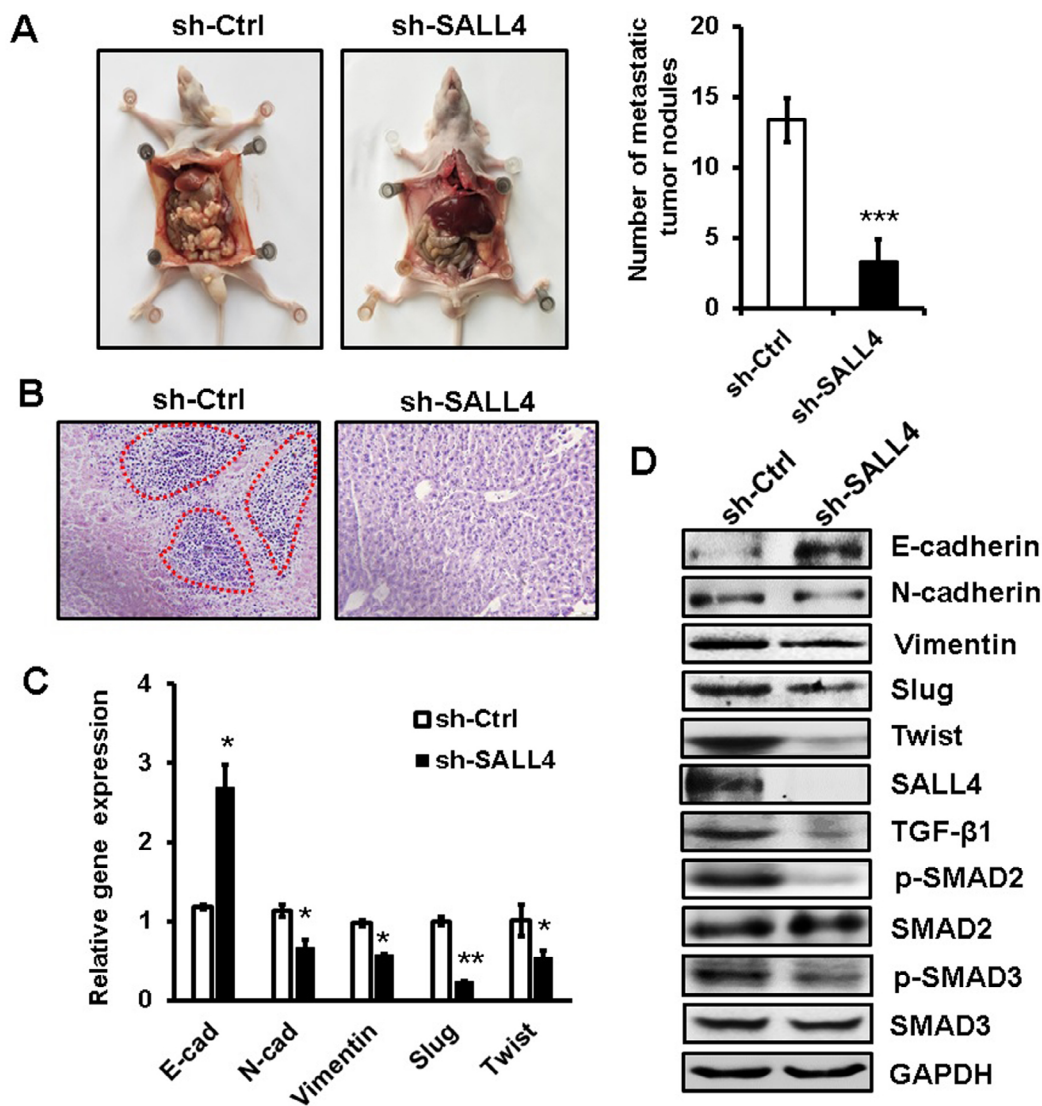 A
sh-Ctrl
sh-SALL4
Number of metastatic
tumor nodules
20
15
10
5
0
***
sh-Ctrl
sh-SALL4
B
sh-Ctrl
sh-SALL4
C
Relative gene expression
4
3
2
1
0
sh-Ctrl
sh-SALL4
*
*
*
**
*
E-cad
N-cad
Vimentin
Slug
Twist
D
sh-Ctrl
sh-SALL4
E-cadherin
N-cadherin
Vimentin
Slug
Twist
SALL4
TGF-β1
p-SMAD2
SMAD2
p-SMAD3
SMAD3
GAPDH